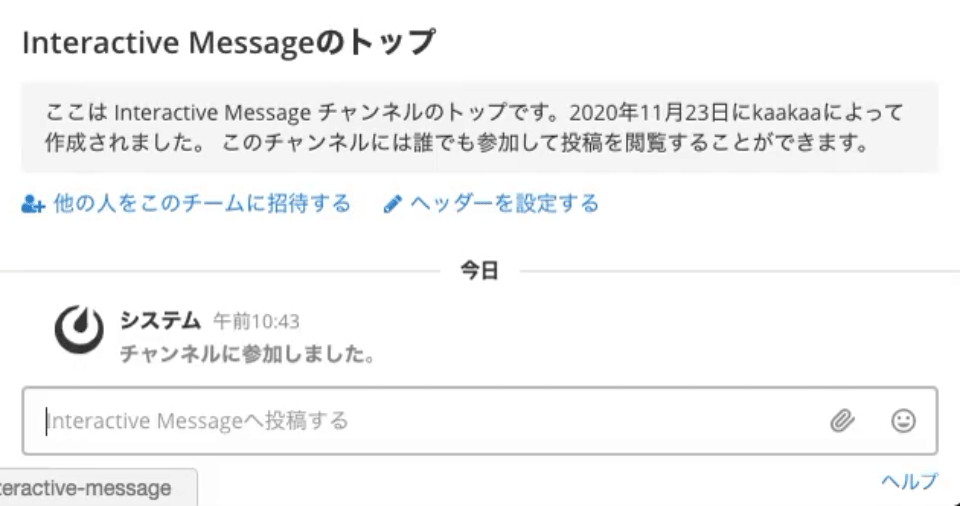 Interactive Messageのトップ
ここは Interactive Message チャンネルのトップです。2020年11月23日にkaakaaによって
作成されました。 このチャンネルには誰でも参加して投稿を閲覧することができます。
他の人をこのチームに招待する ヘッダーを設定する
今日
システム 午前10:43
チャンネルに参加しました。
Interactive Messageへ投稿する
ヘルプ
teractive-message